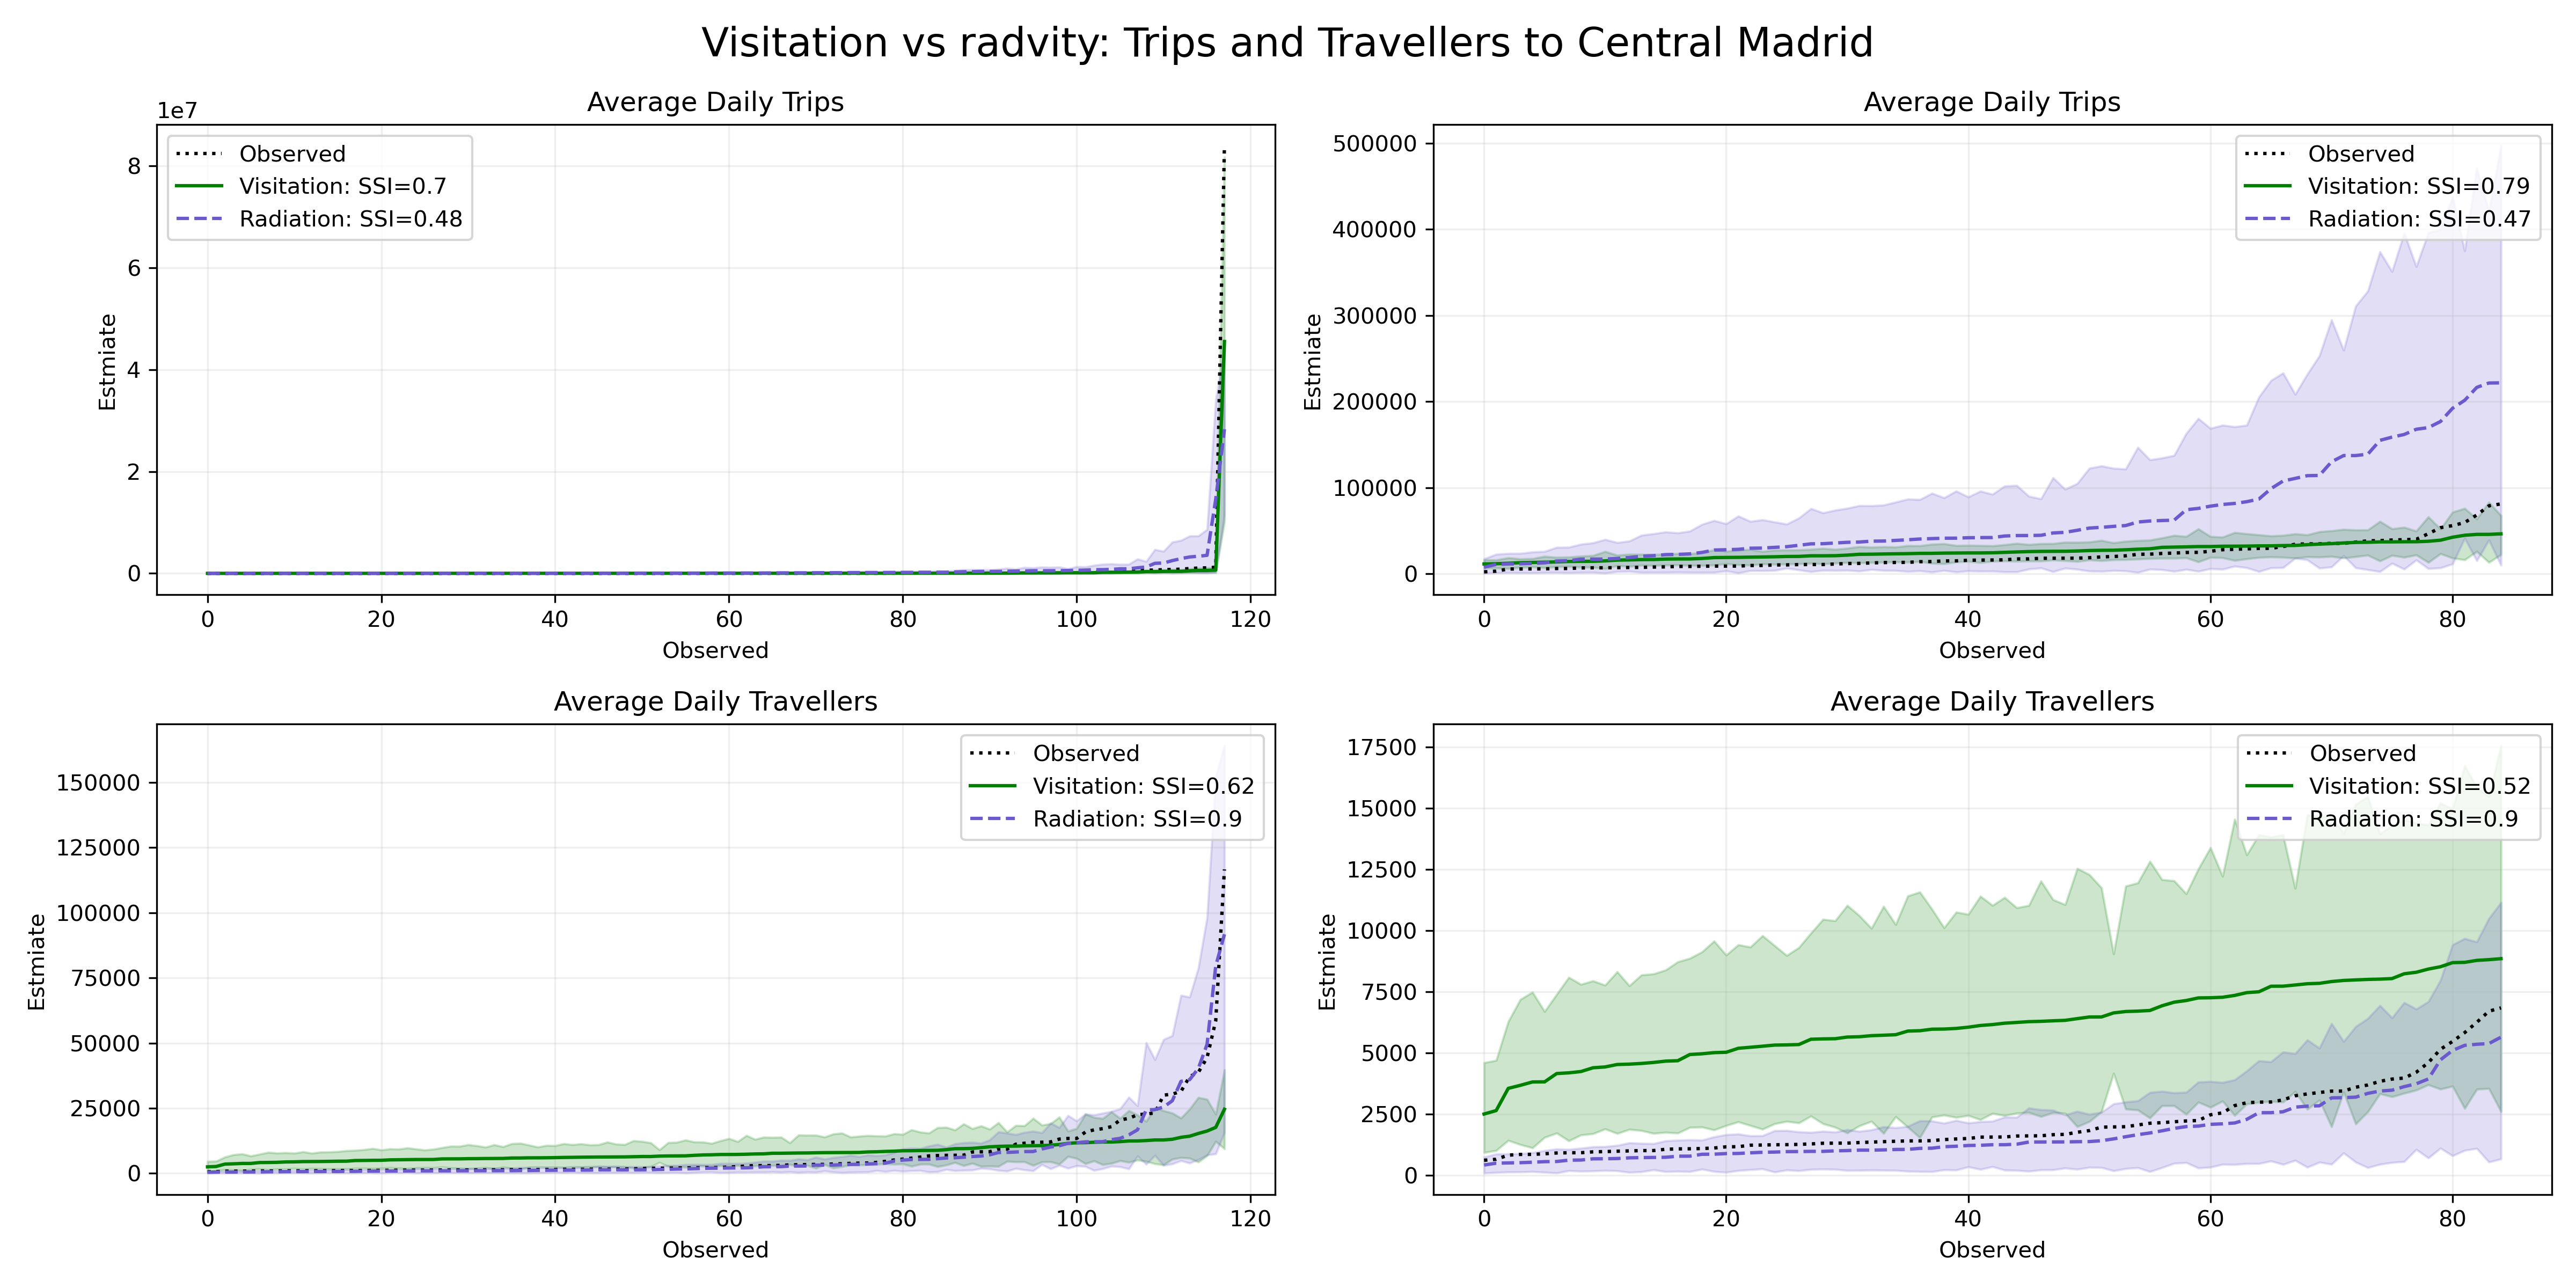 Visitation vs radvity: Trips and Travellers to Central Madrid
Average Daily Trips
1e7
8
6
4
2
0
Estmiate
Observed
Visitation: SSI=0.7
Radiation: SSI=0.48
0 20 40 60 80 100 120
Observed
Average Daily Trips
500000
400000
300000
200000
100000
0
Estmiate
Observed
Visitation: SSI=0.79
Radiation: SSI=0.47
0 20 40 60 80
Observed
Average Daily Travellers
150000
125000
100000
75000
50000
25000
0
Estmiate
Observed
Visitation: SSI=0.62
Radiation: SSI=0.9
0 20 40 60 80 100 120
Observed
Average Daily Travellers
17500
15000
12500
10000
7500
5000
2500
0
Estmiate
Observed
Visitation: SSI=0.52
Radiation: SSI=0.9
0 20 40 60 80
Observed